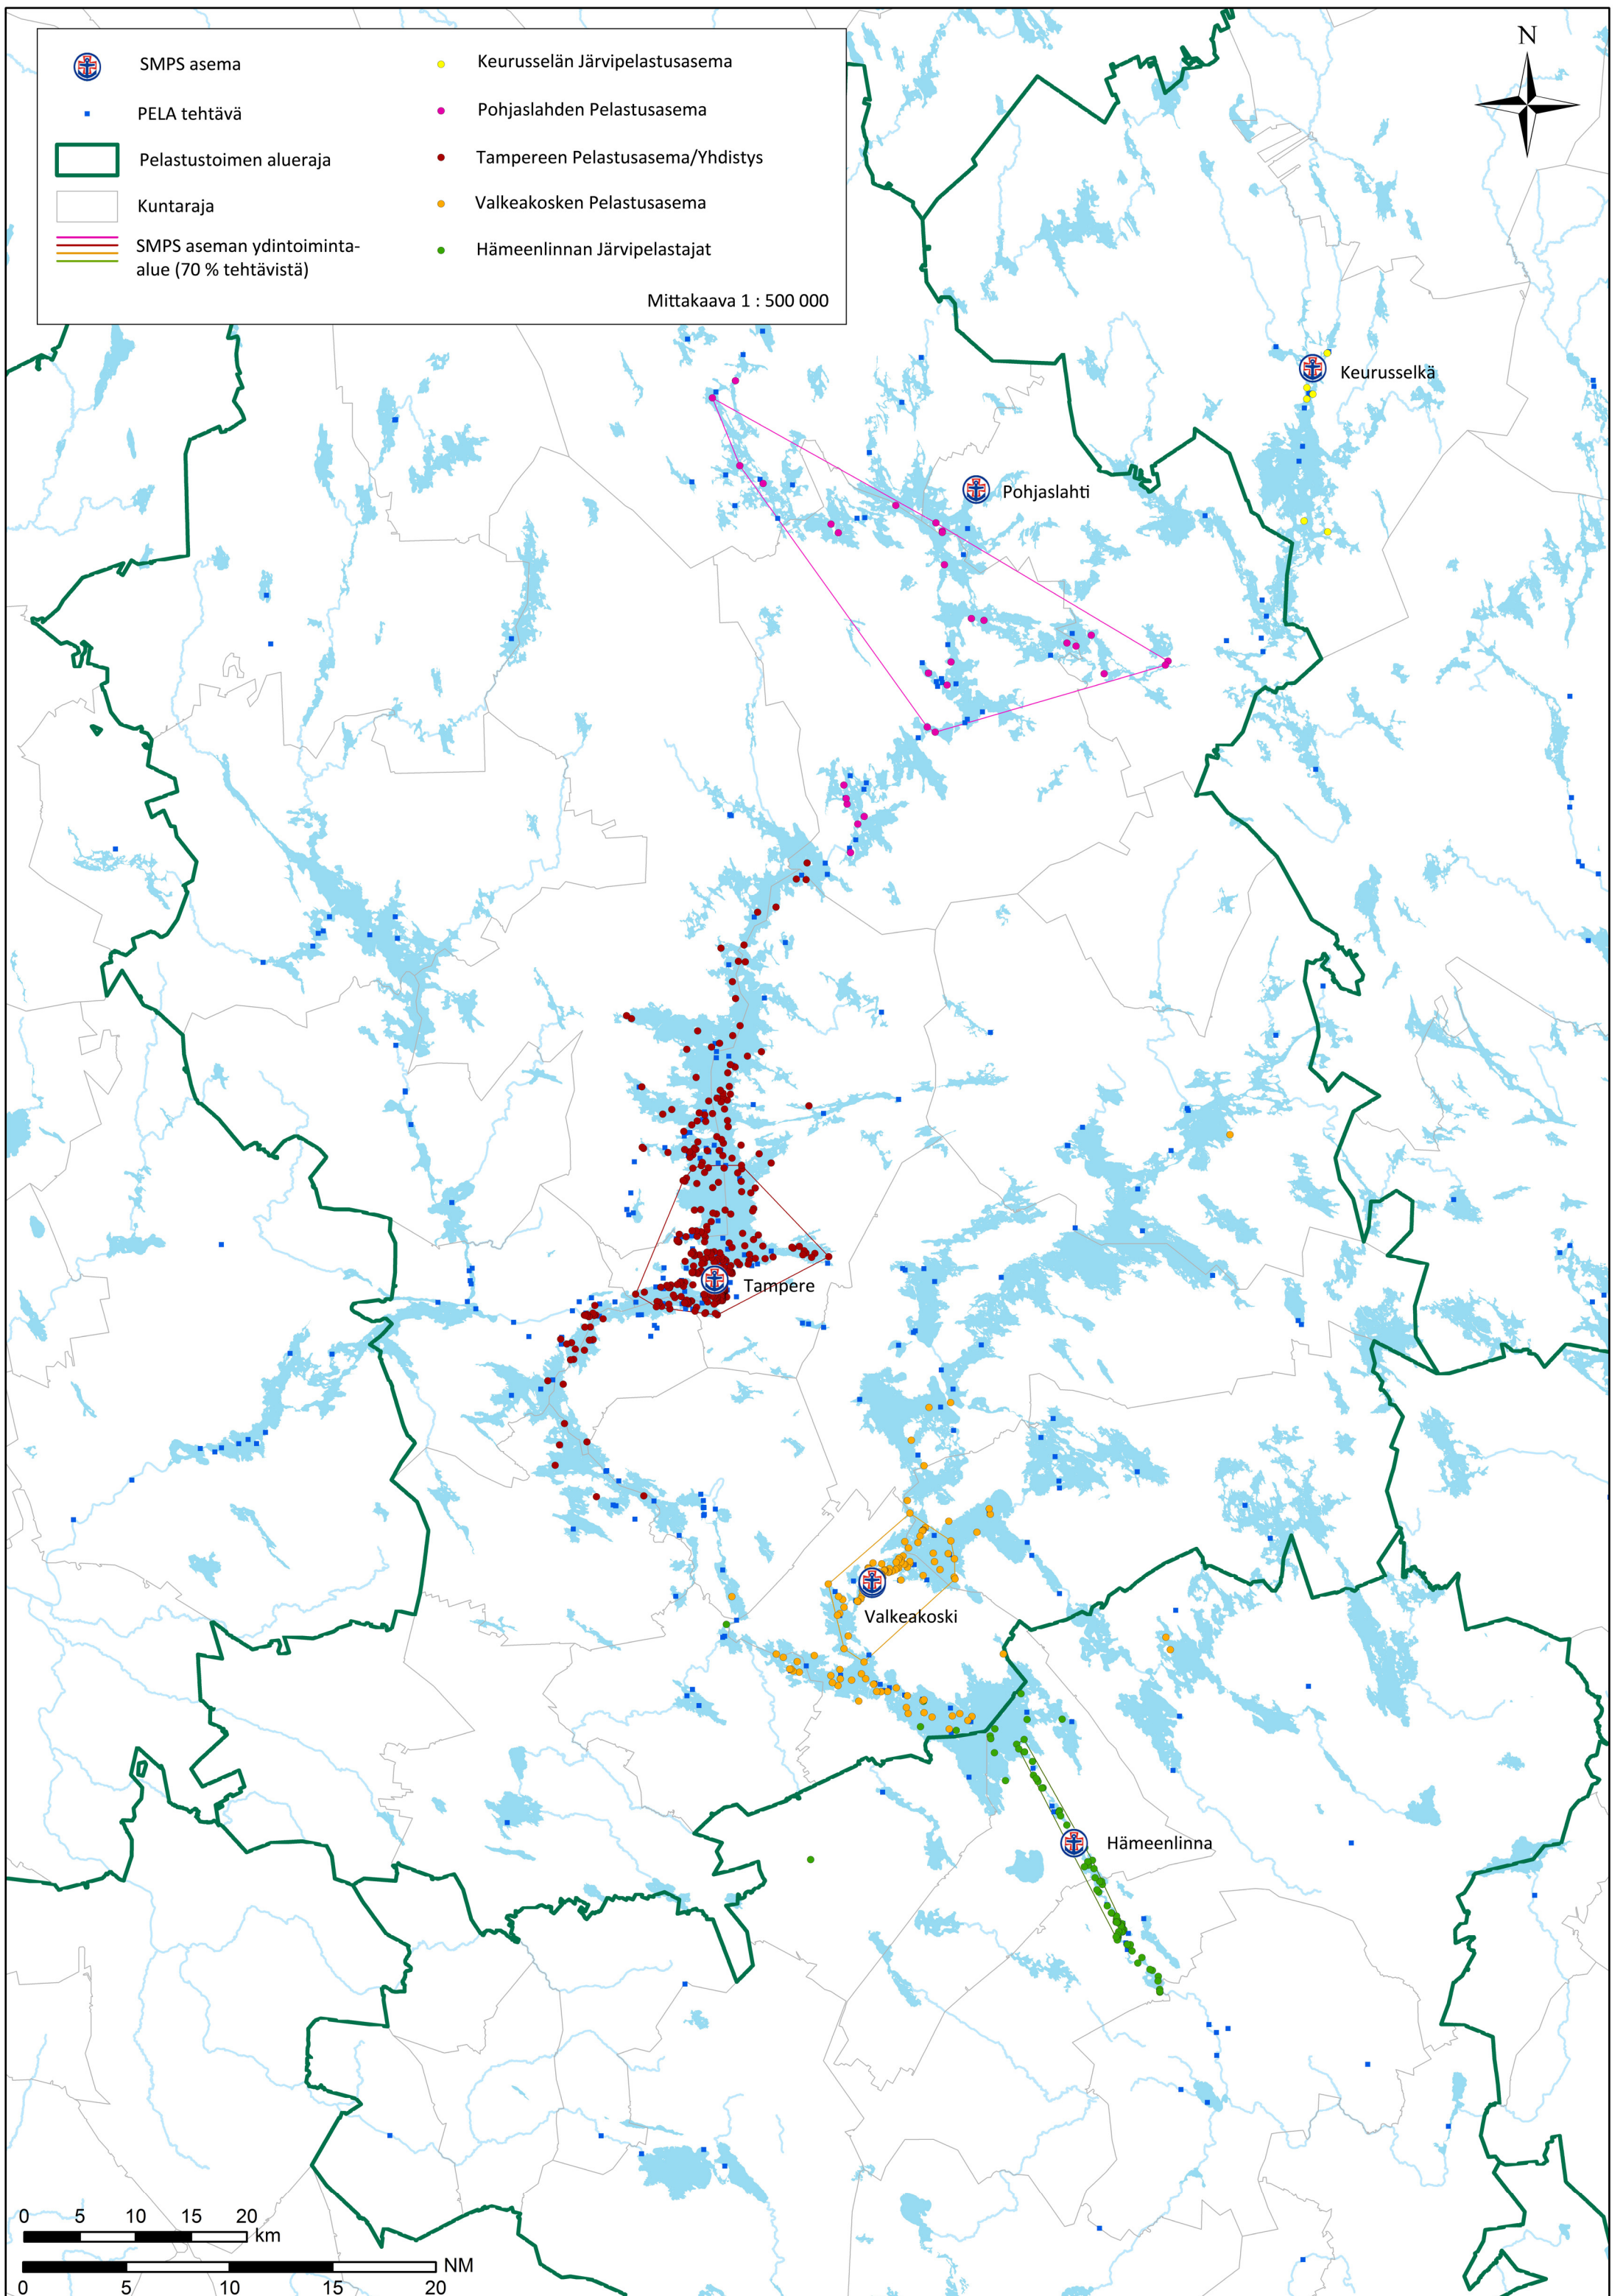 SMPS asema
PELA tehtävä
Pelastustoimen alueraja
Kuntaraja
SMPS aseman ydintoiminta-
alue (70 % tehtävistä)
Keurusselän Järvipelastusasema
Pohjaslahden Pelastusasema
Tampereen Pelastusasema/Yhdistys
Valkeakosken Pelastusasema
Hämeenlinnan Järvipelastajat
Mittakaava 1 : 500 000
N
Keurusselkä
Pohjaslahti
Tampere
Valkeakoski
Hämeenlinna
0 5 10 15 20
km
NM
0 5 10 15 20